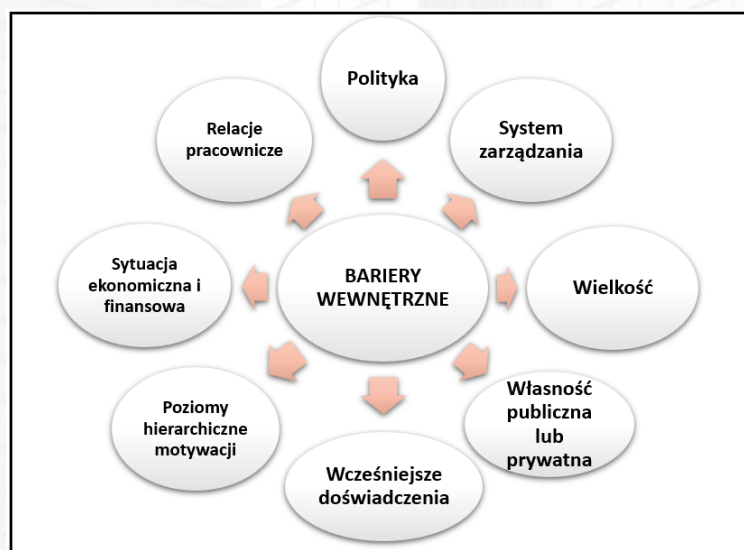 Polityka
System
zarządzania
Wielkość
Własność
publiczna
lub
prywatna
Wcześniejsze
doświadczenia
Poziomy
hierarchiczne
motywacji
Sytuacja
ekonomiczna i
finansowa
Relacje
pracownicze
BARIERY
WEWNĘTRZNE